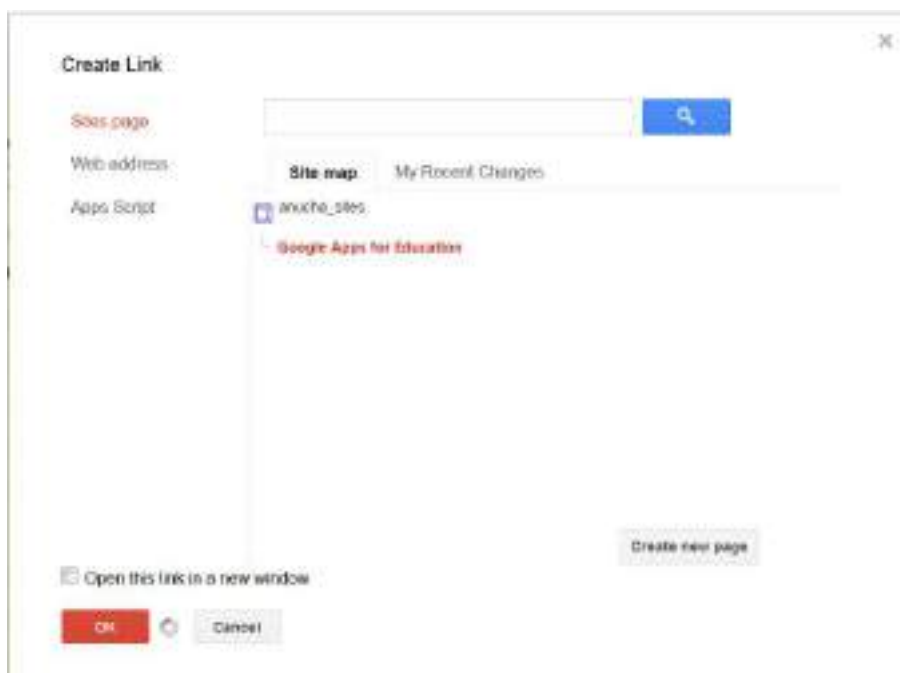 Create Link
Sites page
Web address
Apps Script
Site map
My Recent Changes
anucha_sites
Google Apps for Education
Create new page
Open this link in a new window
OK
Cancel